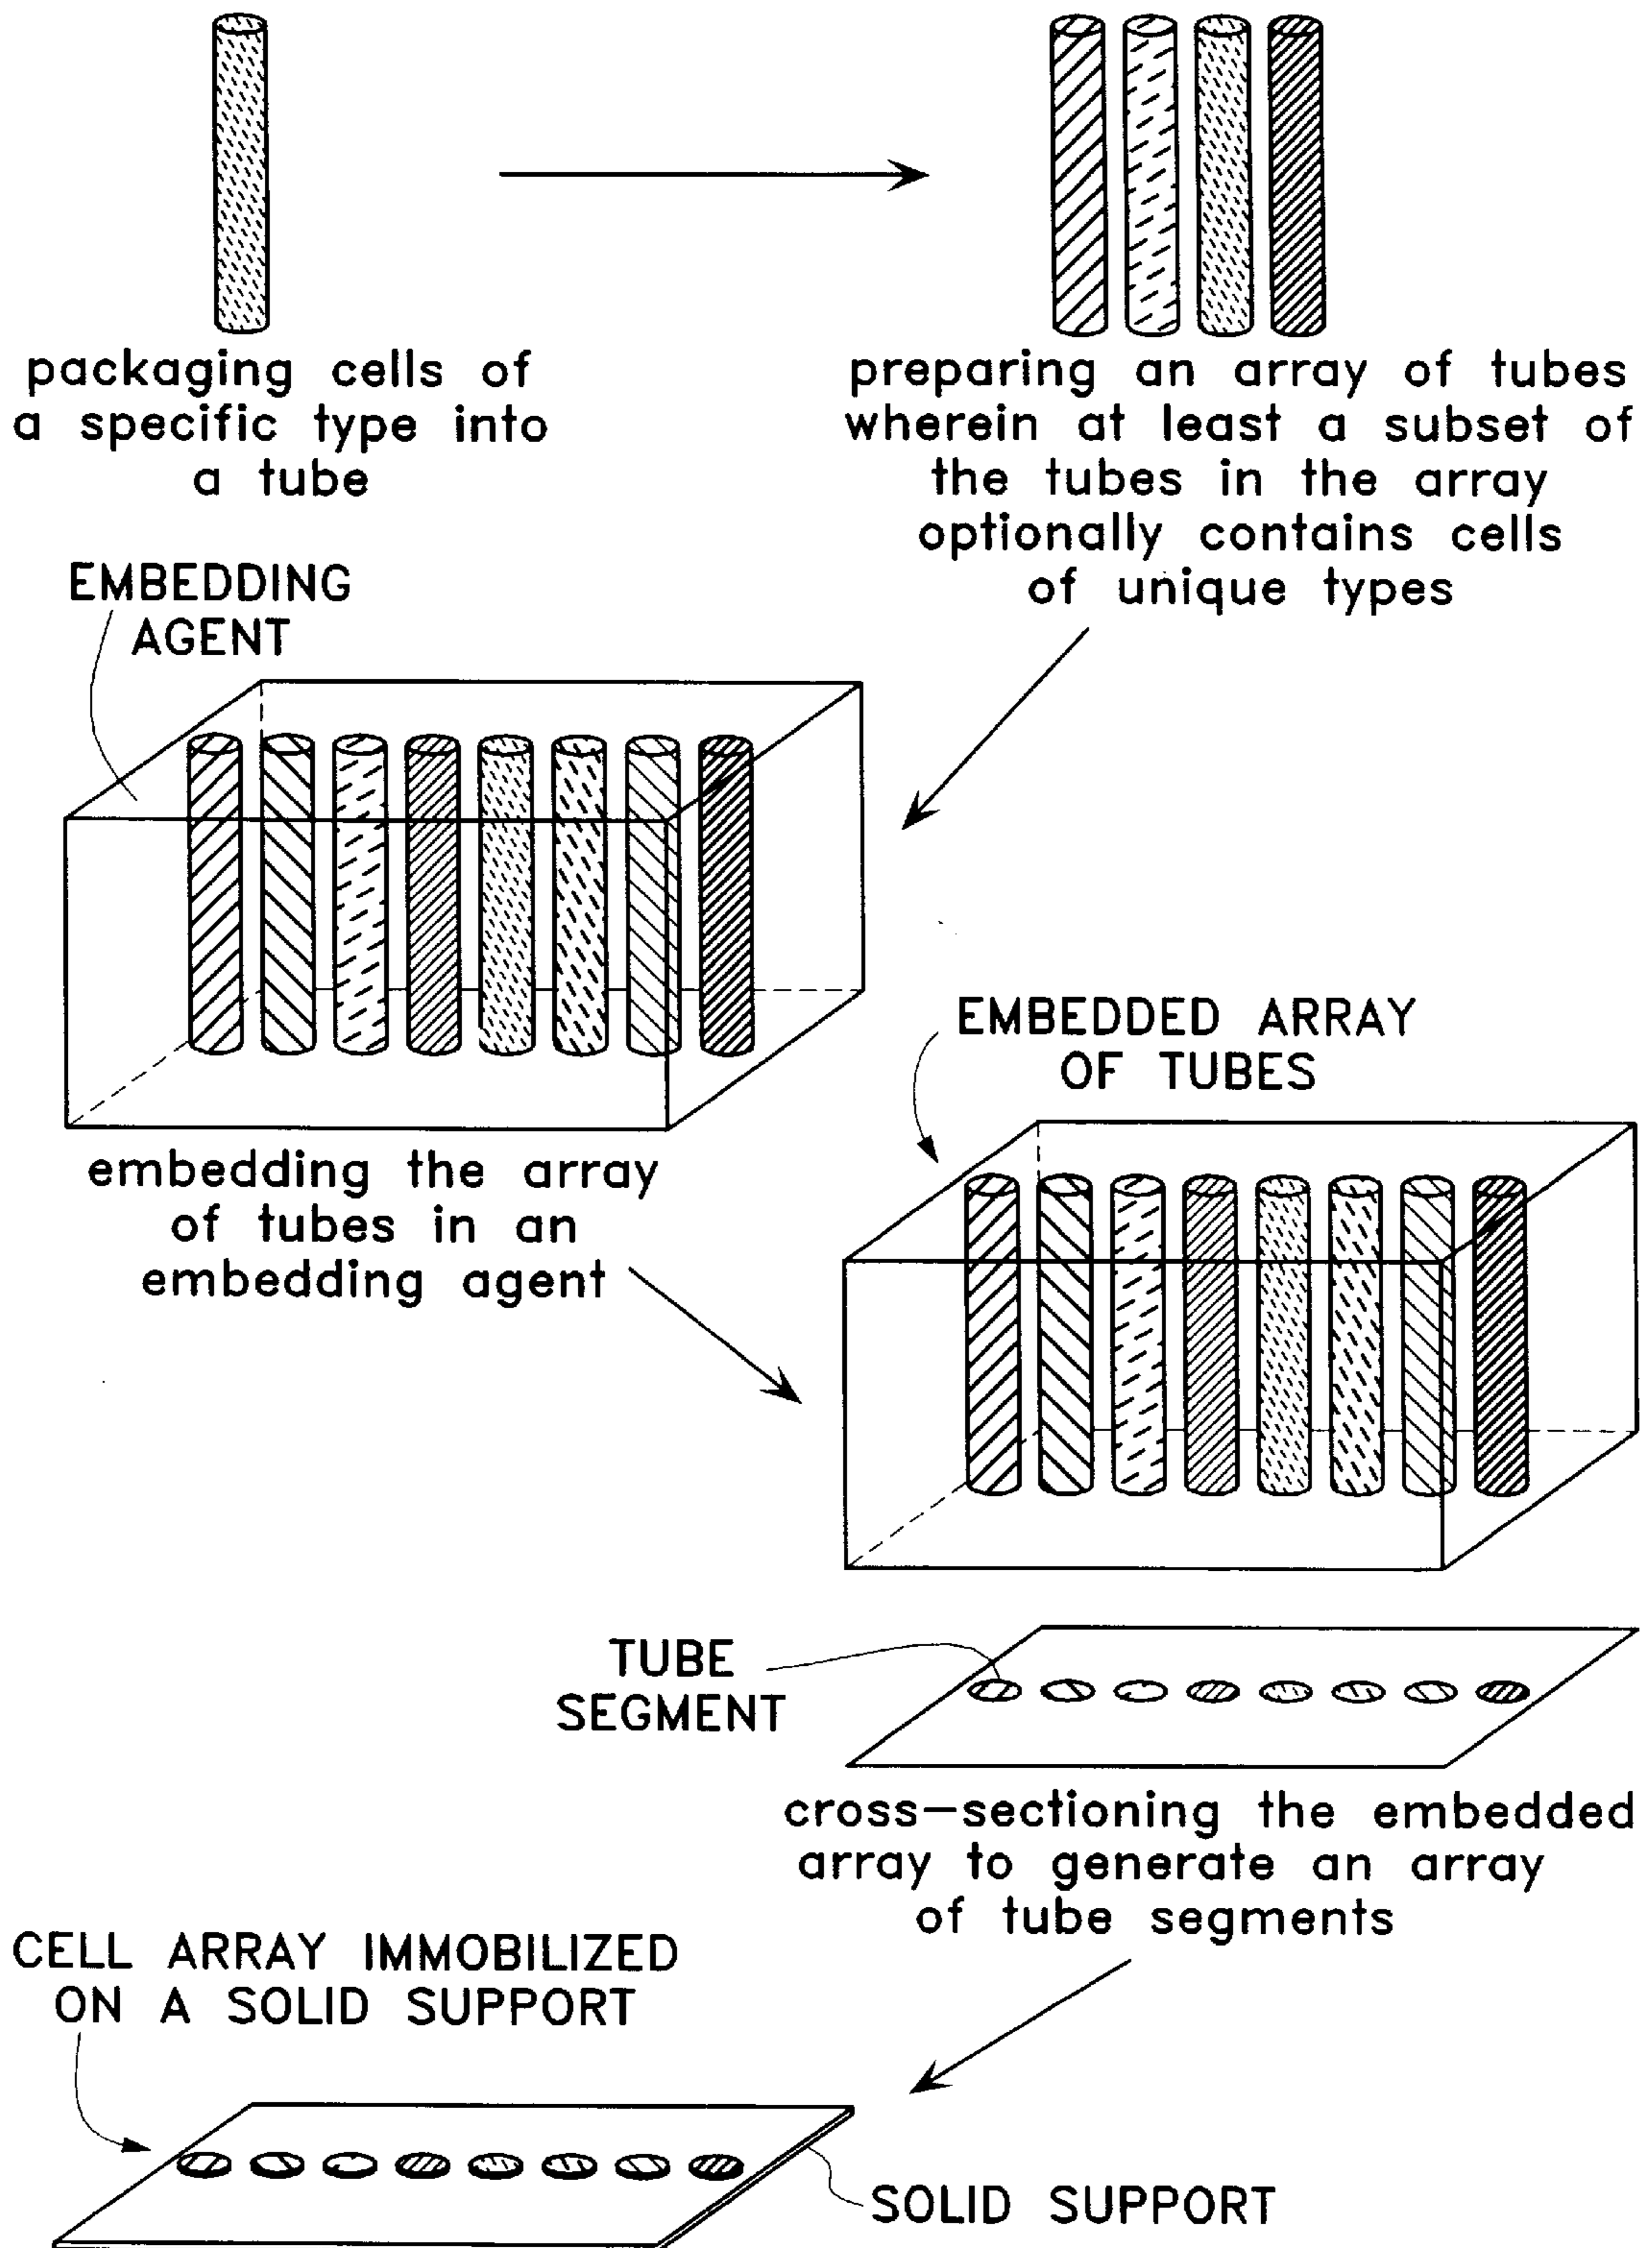 packaging cells of
a specific type into
a tube
preparing an array of tubes
wherein at least a subset of
the tubes in the array
optionally contains cells
of unique types
EMBEDDING
AGENT
embedding the array
of tubes in an
embedding agent
EMBEDDED ARRAY
OF TUBES
TUBE
SEGMENT
cross-sectioning the embedded
array to generate an array
of tube segments
CELL ARRAY IMMOBILIZED
ON A SOLID SUPPORT
SOLID SUPPORT